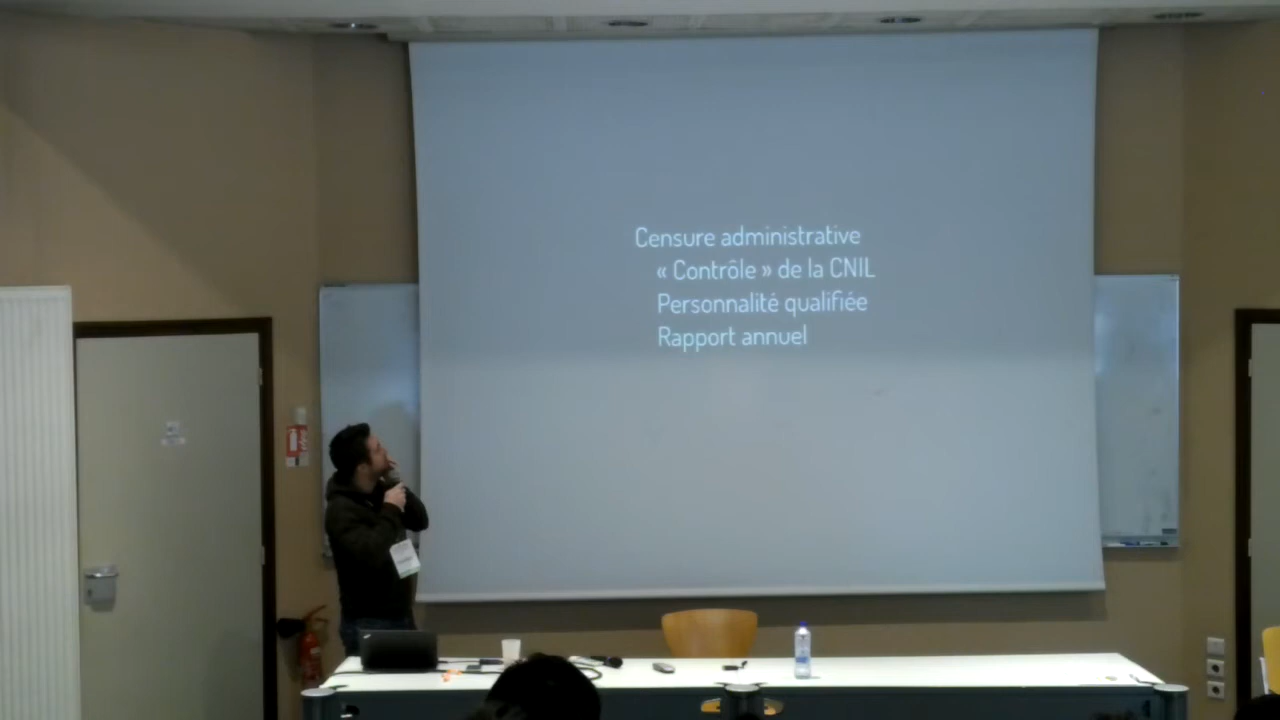 Censure administrative
« Contrôle » de la CNIL
Personnalité qualifiée
Rapport annuel